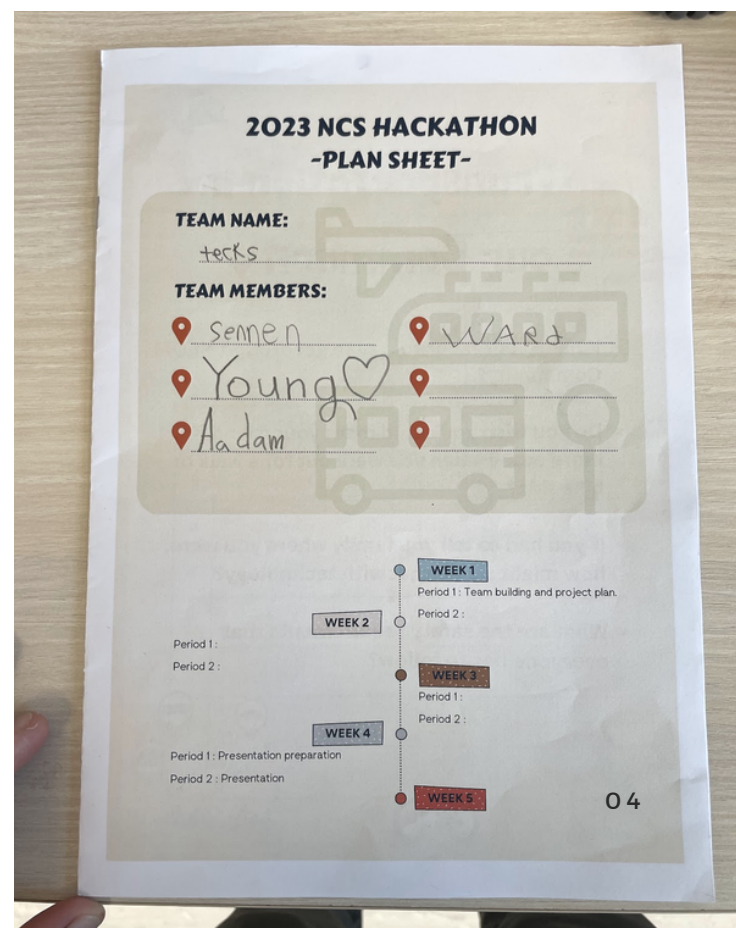 2023 NCS HACKATHON
-PLAN SHEET-
TEAM NAME:
tecks
TEAM MEMBERS:
sennen
WARd
Young♡
Aadam
WEEK 1
Period 1 : Team building and project plan.
Period 2 :
WEEK 2
Period 1 :
Period 2 :
WEEK 3
Period 1 :
Period 2 :
WEEK 4
Period 1 : Presentation preparation
Period 2 : Presentation
WEEK 5
04